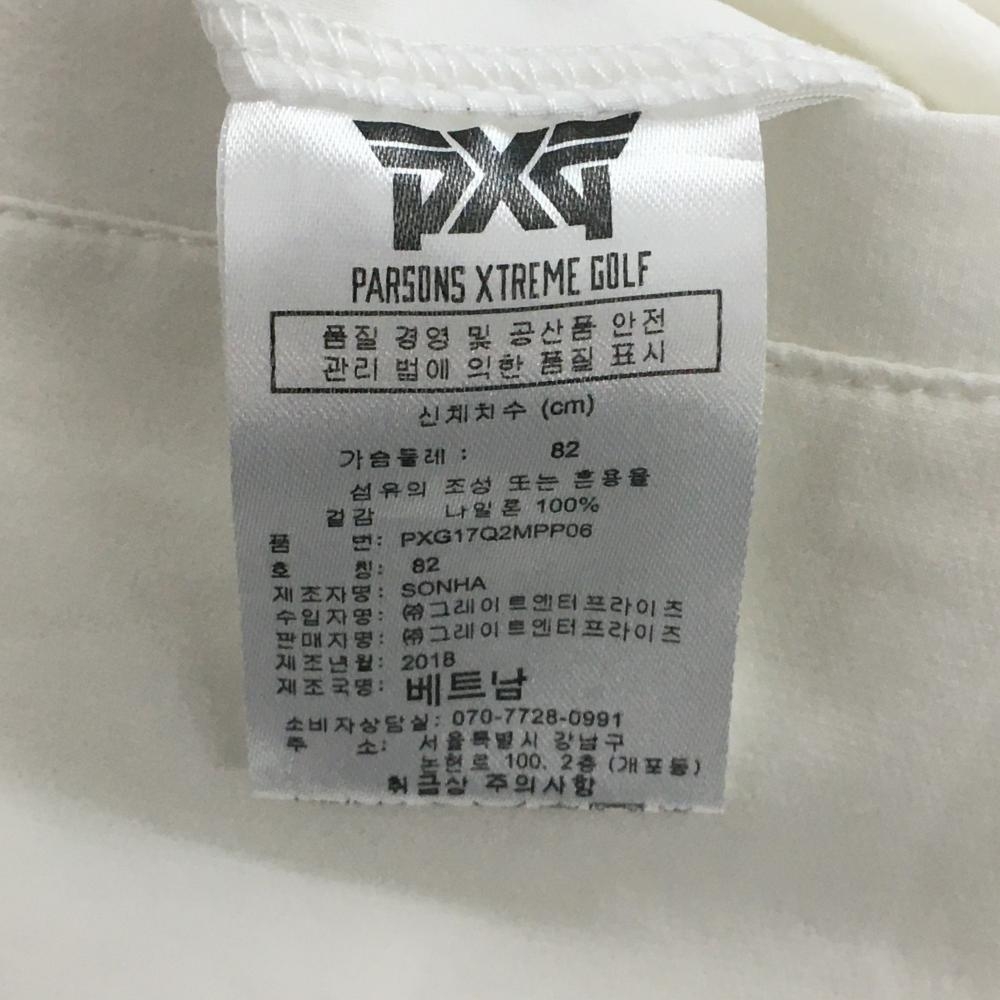 PXG
PARSONS XTREME GOLF
품질 경영 및 공산품 안전
관리 법에 의한 품질 표시
신체치수 (cm)
가슴둘레 : 82
섬유의 조성 또는 혼용율
겉감 나일론 100%
품 번: PXG17Q2MPP06
호 칭: 82
제조자명: SONHA
수입자명: ㈜그레이트엔터프라이즈
판매자명: ㈜그레이트엔터프라이즈
제조년월: 2018
제조국명: 베트남
소비자상담실: 070-7728-0991
주 소: 서울특별시 강남구
논현로 100, 2층 (개포동)
취급상 주의사항